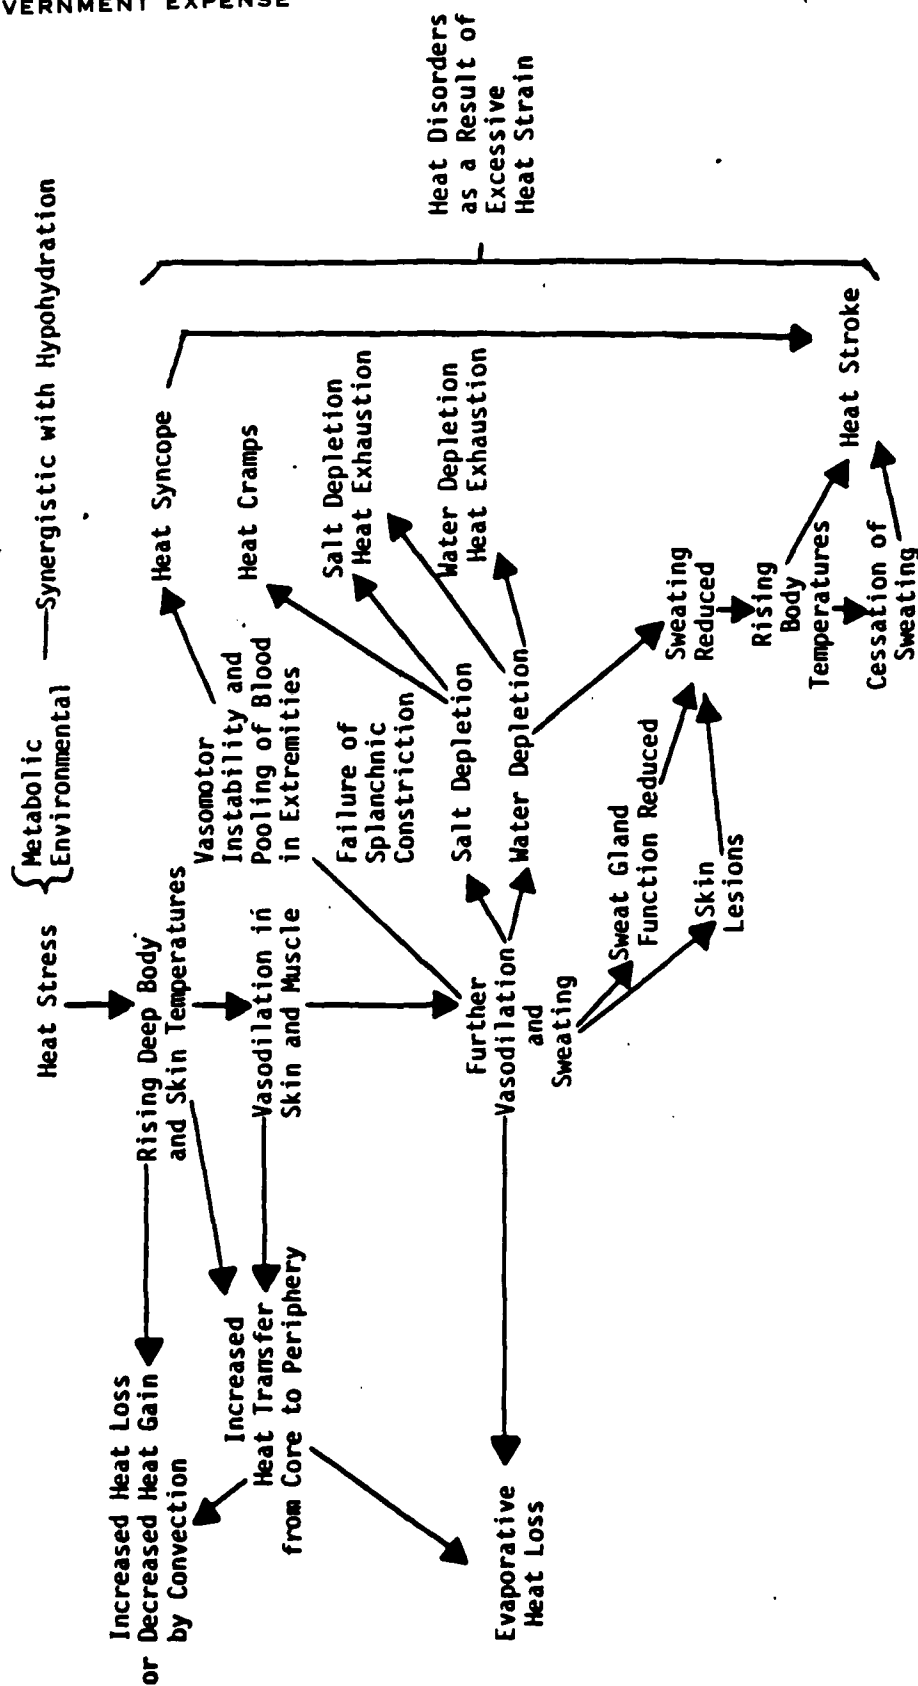 VERNMENT EXPENSE
Heat Stress
Metabolic
Environmental
Synergistic with Hypohydration
Increased Heat Loss
or Decreased Heat Gain
by Convection
Rising Deep Body
and Skin Temperatures
Increased
Heat Transfer
from Core to Periphery
Vasodilation in
Skin and Muscle
Vasomotor
Instability and
Pooling of Blood
in Extremities
Heat Syncope
Heat Cramps
Failure of
Splanchnic
Constriction
Salt Depletion
Heat Exhaustion
Salt Depletion
Water Depletion
Heat Exhaustion
Water Depletion
Evaporative
Heat Loss
Further
Vasodilation
and
Sweating
Sweat Gland
Function Reduced
Skin
Lesions
Sweating
Reduced
Rising
Body
Temperatures
Cessation of
Sweating
Heat Stroke
Heat Disorders
as a Result of
Excessive
Heat Strain